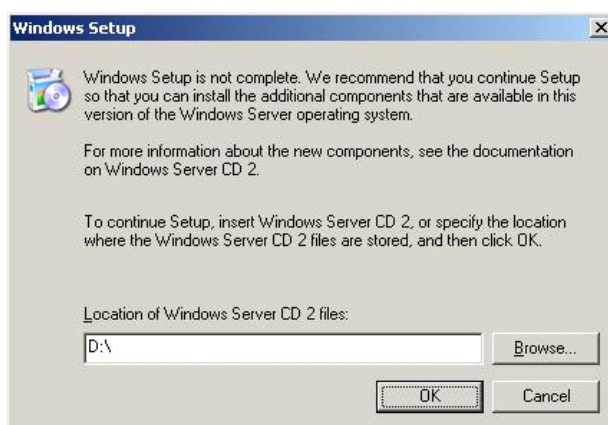 Windows Setup
Windows Setup is not complete. We recommend that you continue Setup
so that you can install the additional components that are available in this
version of the Windows Server operating system.
For more information about the new components, see the documentation
on Windows Server CD 2.
To continue Setup, insert Windows Server CD 2, or specify the location
where the Windows Server CD 2 files are stored, and then click OK.
Location of Windows Server CD 2 files:
D:\
Browse...
OK
Cancel